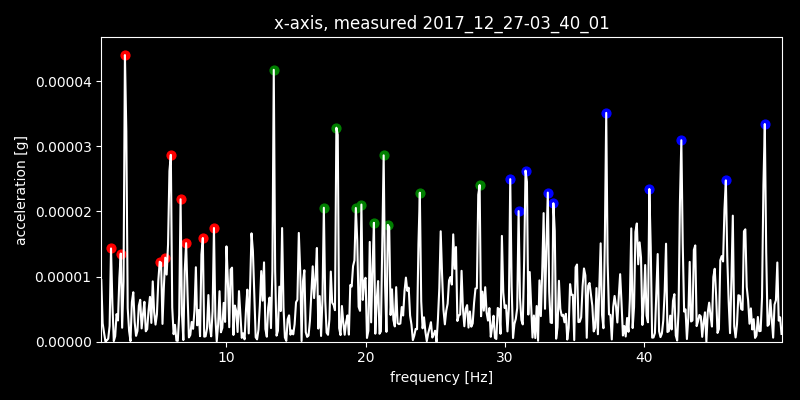 x-axis, measured 2017_12_27-03_40_01
0.00004
0.00003
0.00002
0.00001
0.00000
acceleration [g]
10 20 30 40
frequency [Hz]